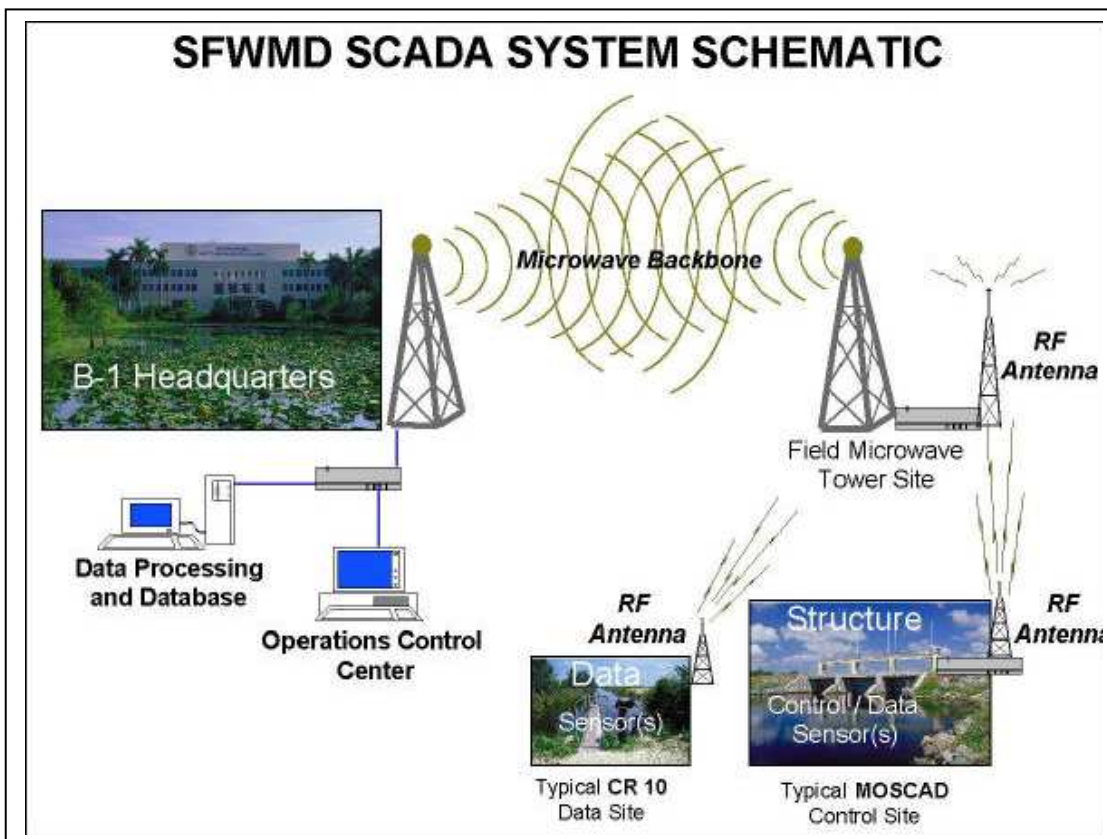 SFWMD SCADA SYSTEM SCHEMATIC
Microwave Backbone
B-1 Headquarters
RF
Antenna
Field Microwave
Tower Site
Data Processing
and Database
Operations Control
Center
RF
Antenna
Data
Sensor(s)
Typical CR 10
Data Site
Structure
Control / Data
Sensor(s)
RF
Antenna
Typical MOSCAD
Control Site